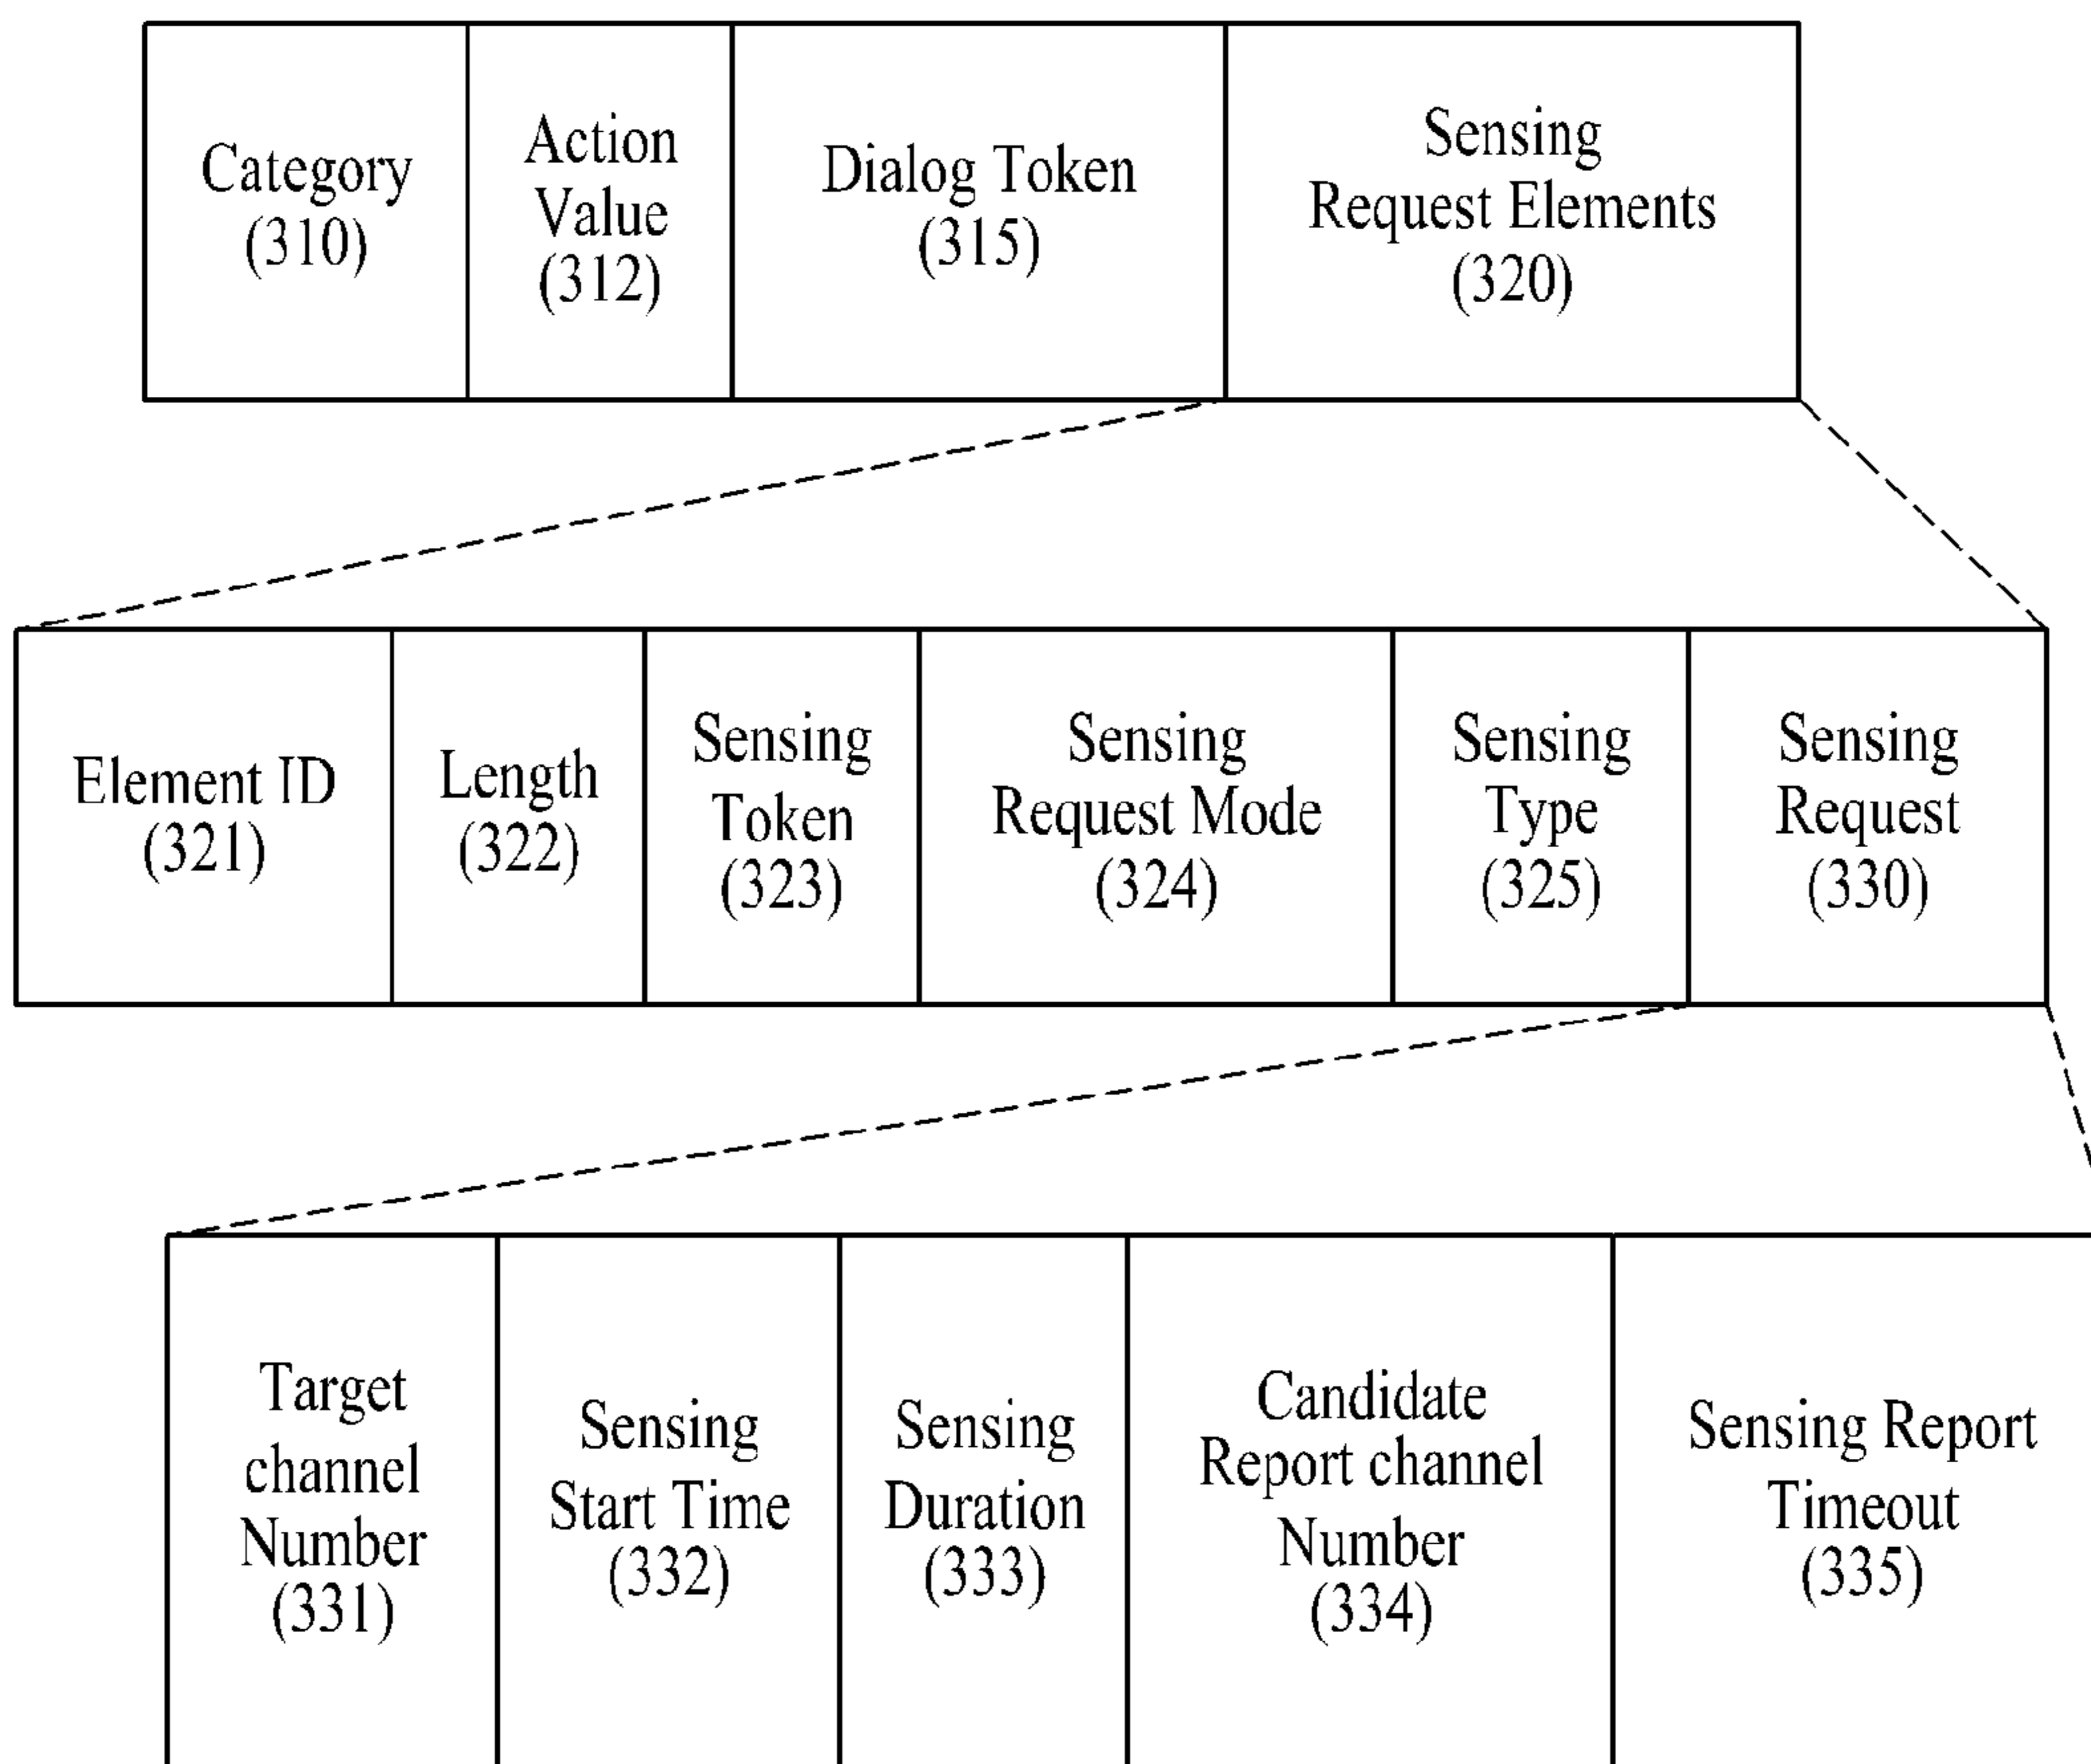 Category
(310)
Action
Value
(312)
Dialog Token
(315)
Sensing
Request Elements
(320)
Element ID
(321)
Length
(322)
Sensing
Token
(323)
Sensing
Request Mode
(324)
Sensing
Type
(325)
Sensing
Request
(330)
Target
channel
Number
(331)
Sensing
Start Time
(332)
Sensing
Duration
(333)
Candidate
Report channel
Number
(334)
Sensing Report
Timeout
(335)